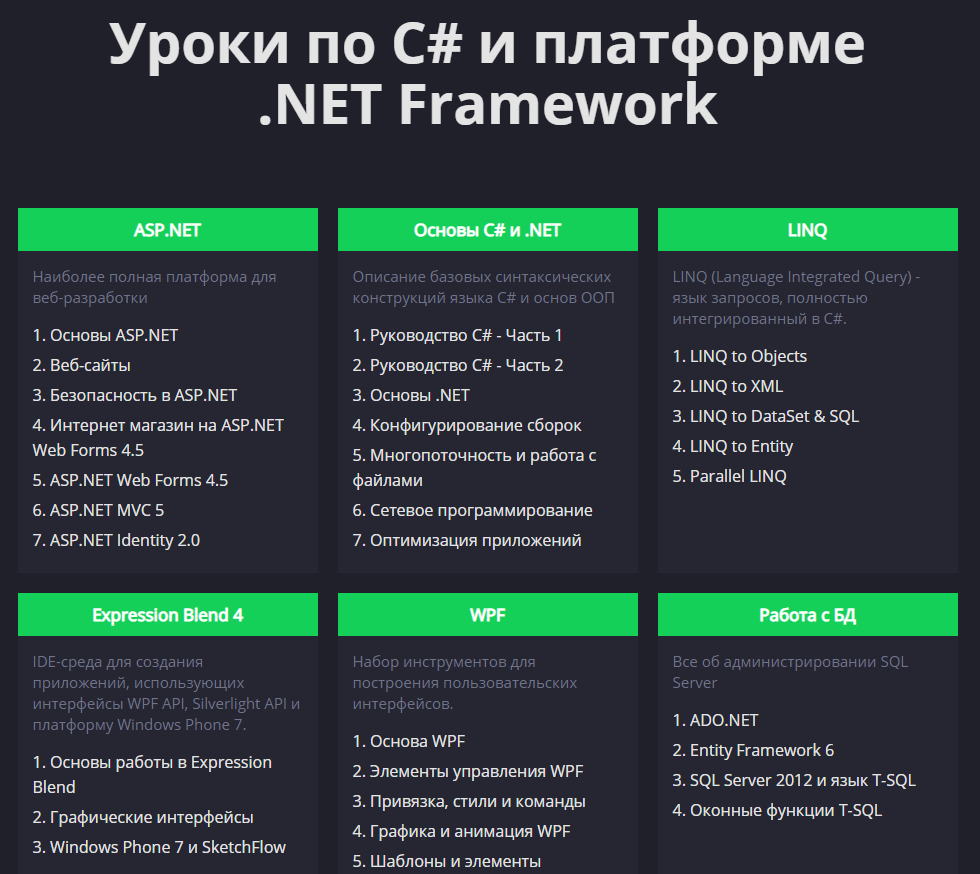 Уроки по C# и платформе
.NET Framework
ASP.NET
Наиболее полная платформа для
веб-разработки
1. Основы ASP.NET
2. Веб-сайты
3. Безопасность в ASP.NET
4. Интернет магазин на ASP.NET
Web Forms 4.5
5. ASP.NET Web Forms 4.5
6. ASP.NET MVC 5
7. ASP.NET Identity 2.0
Основы C# и .NET
Описание базовых синтаксических
конструкций языка C# и основ ООП
1. Руководство C# - Часть 1
2. Руководство C# - Часть 2
3. Основы .NET
4. Конфигурирование сборок
5. Многопоточность и работа с
файлами
6. Сетевое программирование
7. Оптимизация приложений
LINQ
LINQ (Language Integrated Query) -
язык запросов, полностью
интегрированный в C#.
1. LINQ to Objects
2. LINQ to XML
3. LINQ to DataSet & SQL
4. LINQ to Entity
5. Parallel LINQ
Expression Blend 4
IDE-среда для создания
приложений, использующих
интерфейсы WPF API, Silverlight API и
платформу Windows Phone 7.
1. Основы работы в Expression
Blend
2. Графические интерфейсы
3. Windows Phone 7 и SketchFlow
WPF
Набор инструментов для
построения пользовательских
интерфейсов.
1. Основа WPF
2. Элементы управления WPF
3. Привязка, стили и команды
4. Графика и анимация WPF
5. Шаблоны и элементы
Работа с БД
Все об администрировании SQL
Server
1. ADO.NET
2. Entity Framework 6
3. SQL Server 2012 и язык T-SQL
4. Оконные функции T-SQL